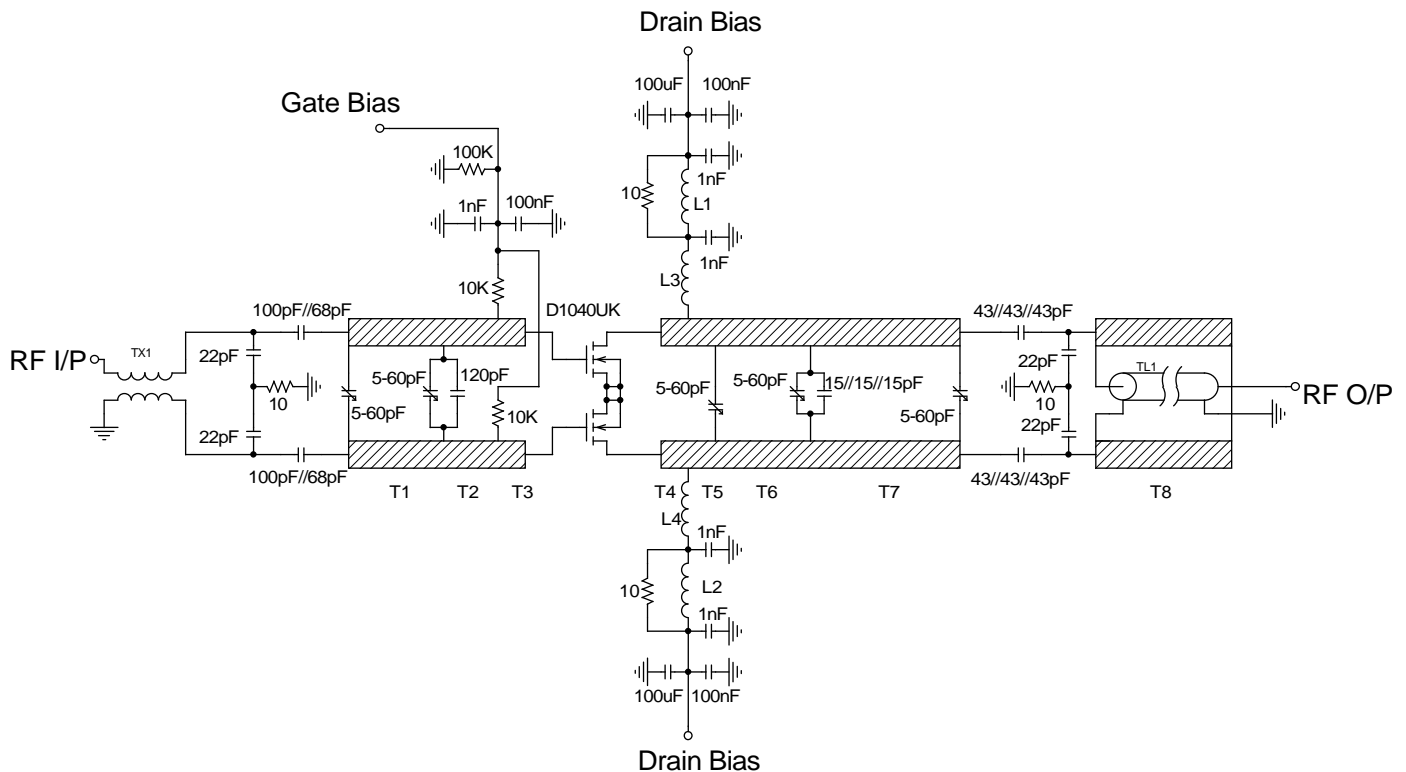 Drain Bias
100uF
100nF
Gate Bias
100K
1nF
10
L1
1nF
100nF
1nF
L3
10K
100pF//68pF
D1040UK
43//43//43pF
RF I/P
TX1
22pF
5-60pF
120pF
5-60pF
5-60pF
15//15//15pF
22pF
TL1
RF O/P
10
5-60pF
10K
5-60pF
10
22pF
22pF
100pF//68pF
43//43//43pF
T1
T2
T3
T4
T5
T6
T7
T8
L4
1nF
10
L2
1nF
100uF
100nF
Drain Bias